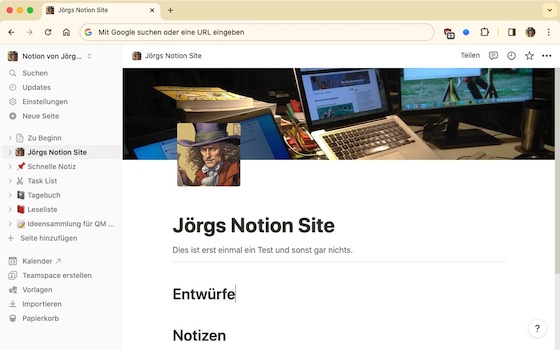 Jörgs Notion Site
Mit Google suchen oder eine URL eingeben
Notion von Jörg...
Jörgs Notion Site
Teilen
Suchen
Updates
Einstellungen
Neue Seite
Zu Beginn
Jörgs Notion Site
Schnelle Notiz
Task List
Tagebuch
Leseliste
Ideensammlung für QM ...
Seite hinzufügen
Kalender ↗
Teamspace erstellen
Vorlagen
Importieren
Papierkorb
Jörgs Notion Site
Dies ist erst einmal ein Test und sonst gar nichts.
Entwürfe
Notizen
?